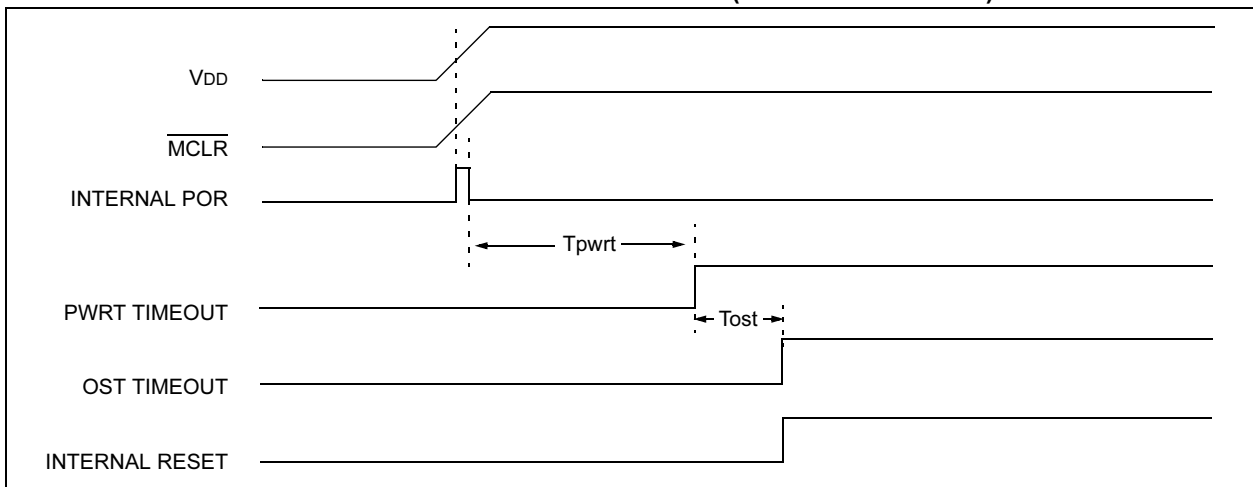 VDD
MCLR
INTERNAL POR
Tpwrt
PWRT TIMEOUT
Tost
OST TIMEOUT
INTERNAL RESET